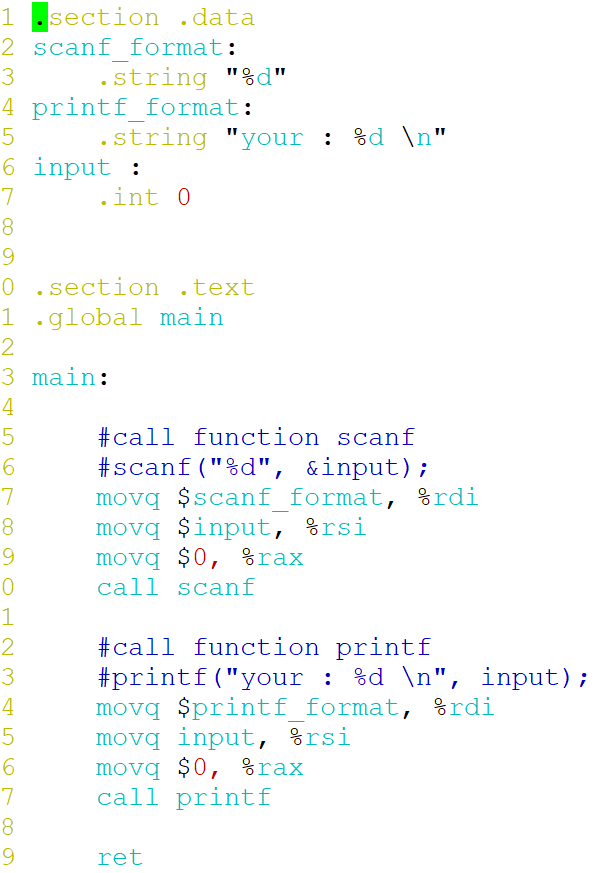 1 .section .data
2 scanf_format:
3     .string "%d"
4 printf_format:
5     .string "your : %d \n"
6 input :
7     .int 0
8
9
0 .section .text
1 .global main
2
3 main:
4
5     #call function scanf
6     #scanf("%d", &input);
7     movq $scanf_format, %rdi
8     movq $input, %rsi
9     movq $0, %rax
0     call scanf
1
2     #call function printf
3     #printf("your : %d \n", input);
4     movq $printf_format, %rdi
5     movq input, %rsi
6     movq $0, %rax
7     call printf
8
9     ret